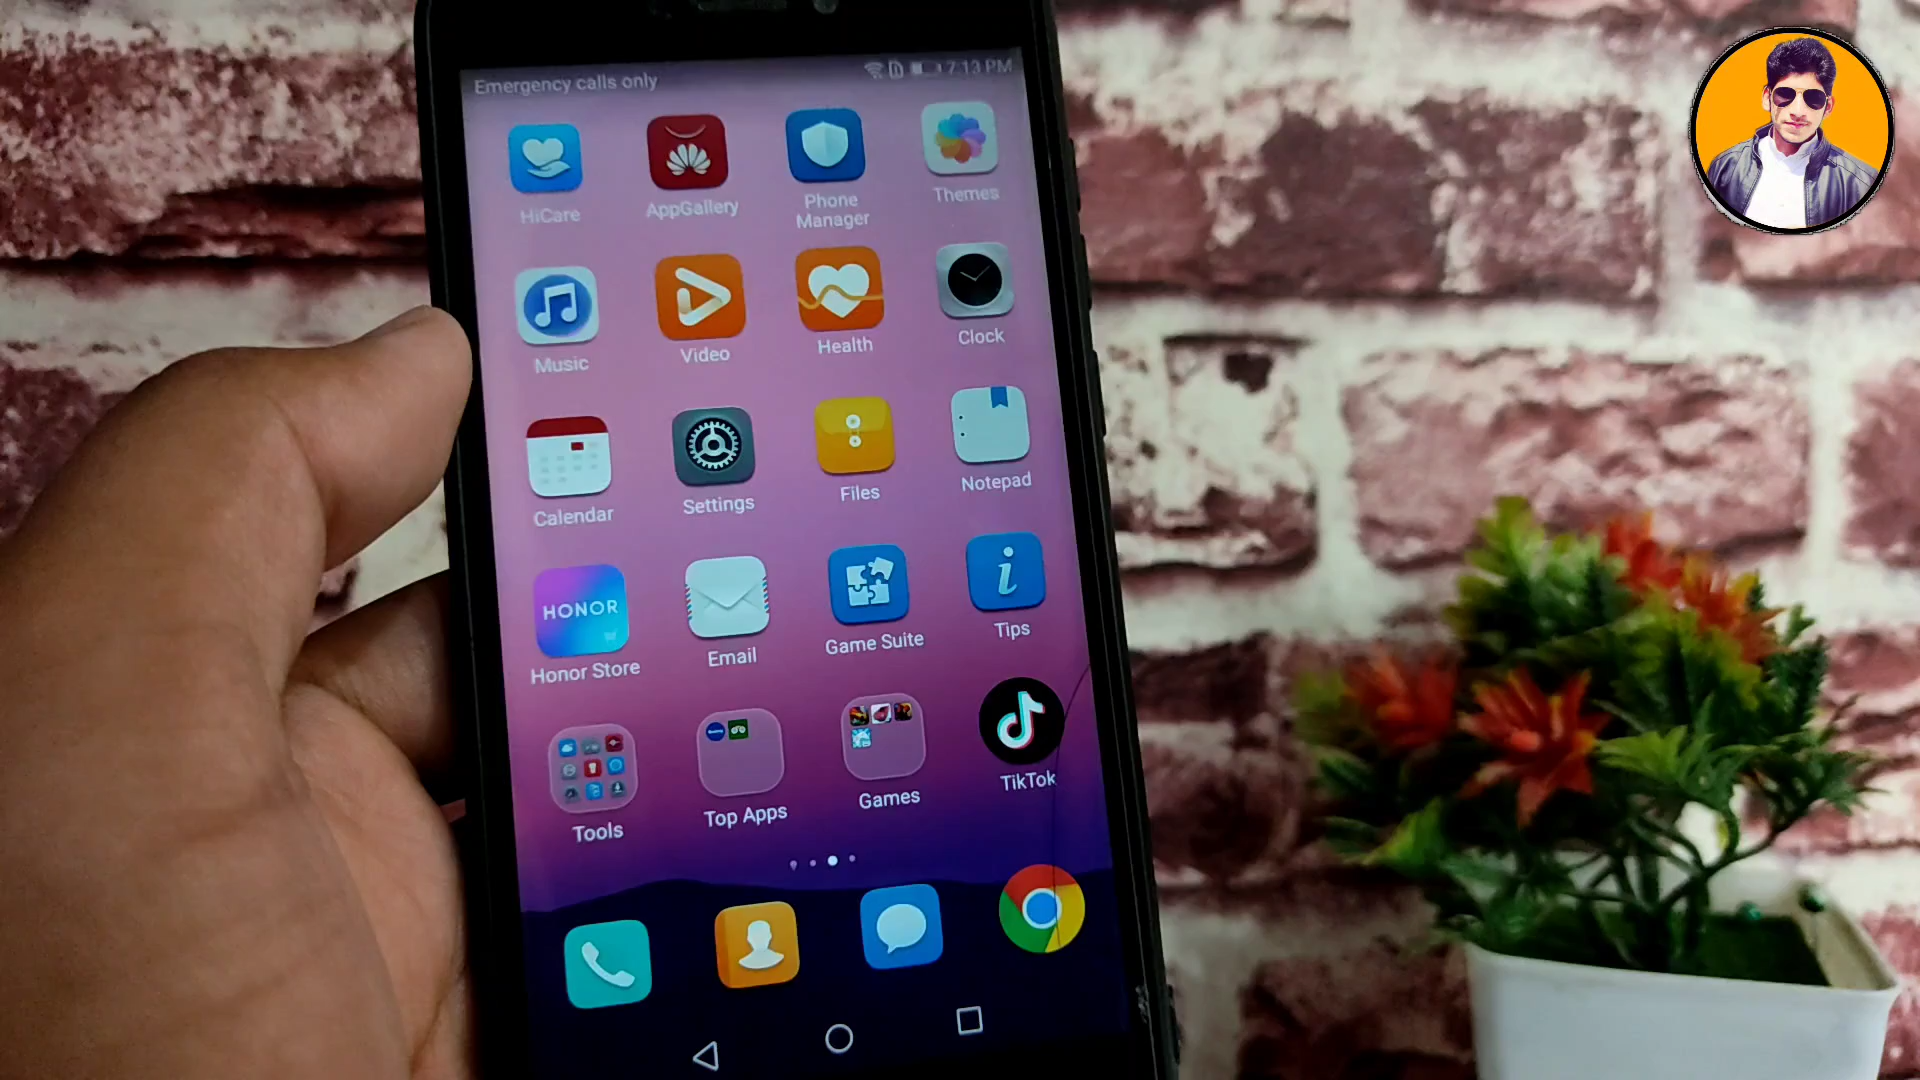 Emergency calls only
7:13 PM
HiCare
AppGallery
Phone
Manager
Themes
Music
Video
Health
Clock
Calendar
Settings
Files
Notepad
HONOR
Honor Store
Email
Game Suite
Tips
Tools
Top Apps
Games
TikTok